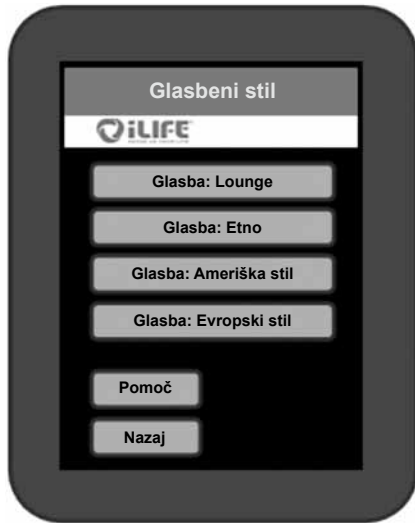 Glasbeni stil
iLIFE
Glasba: Lounge
Glasba: Etno
Glasba: Ameriška stil
Glasba: Evropski stil
Pomoč
Nazaj